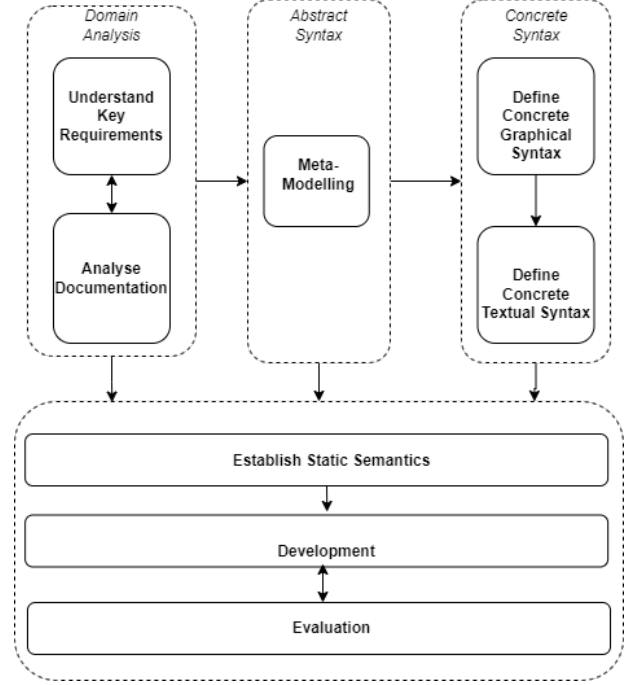 Domain
Analysis
Understand
Key
Requirements
Analyse
Documentation
Abstract
Syntax
Meta-
Modelling
Concrete
Syntax
Define
Concrete
Graphical
Syntax
Define
Concrete
Textual Syntax
Establish Static Semantics
Development
Evaluation